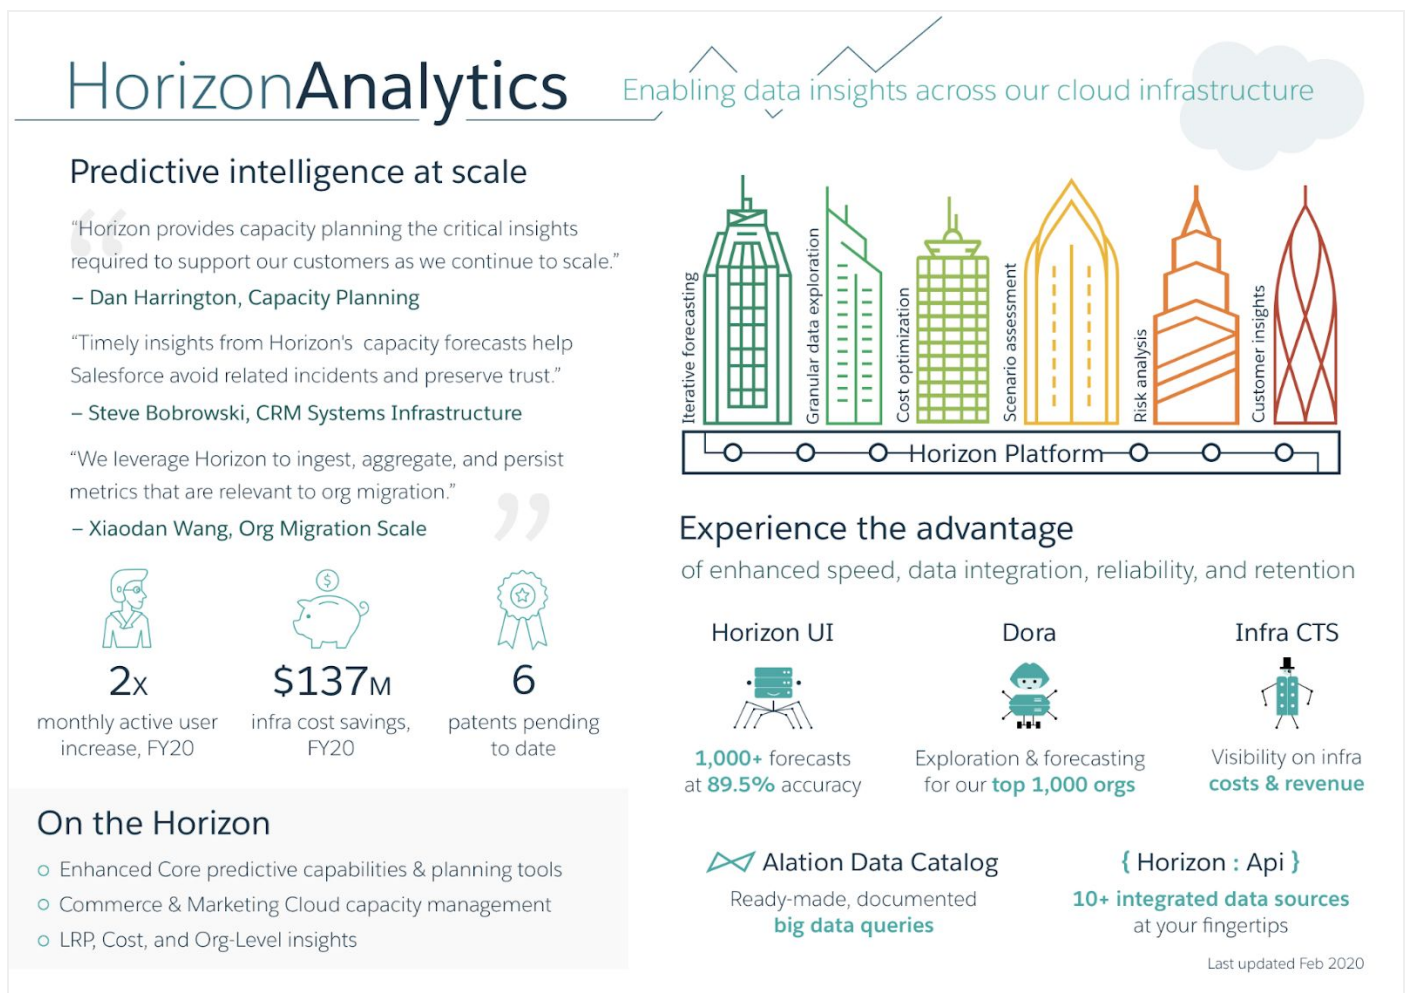 HorizonAnalytics
Enabling data insights across our cloud infrastructure
Predictive intelligence at scale
“Horizon provides capacity planning the critical insights
required to support our customers as we continue to scale.”
– Dan Harrington, Capacity Planning
“Timely insights from Horizon's capacity forecasts help
Salesforce avoid related incidents and preserve trust.”
– Steve Bobrowski, CRM Systems Infrastructure
“We leverage Horizon to ingest, aggregate, and persist
metrics that are relevant to org migration.”
– Xiaodan Wang, Org Migration Scale
2x
monthly active user
increase, FY20
$
$137M
infra cost savings,
FY20
6
patents pending
to date
On the Horizon
Enhanced Core predictive capabilities & planning tools
Commerce & Marketing Cloud capacity management
LRP, Cost, and Org-Level insights
Iterative forecasting
Granular data exploration
Cost optimization
Scenario assessment
Risk analysis
Customer insights
Horizon Platform
Experience the advantage
of enhanced speed, data integration, reliability, and retention
Horizon UI
1,000+ forecasts
at 89.5% accuracy
Dora
Exploration & forecasting
for our top 1,000 orgs
Infra CTS
Visibility on infra
costs & revenue
Alation Data Catalog
Ready-made, documented
big data queries
{ Horizon : Api }
10+ integrated data sources
at your fingertips
Last updated Feb 2020